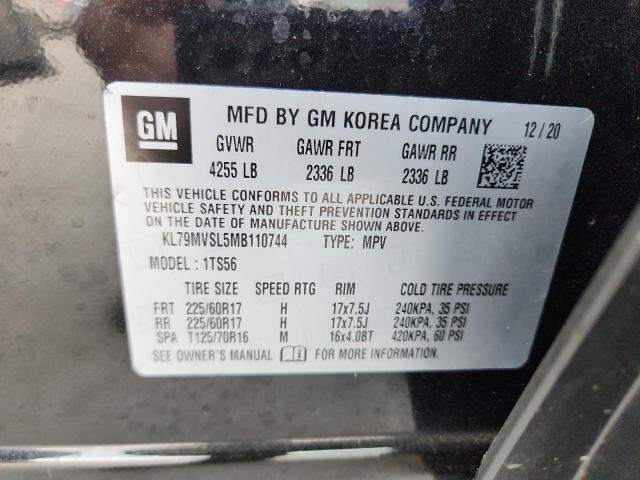 GM
MFD BY GM KOREA COMPANY 12 / 20
GVWR GAWR FRT GAWR RR
4255 LB 2336 LB 2336 LB
THIS VEHICLE CONFORMS TO ALL APPLICABLE U.S. FEDERAL MOTOR
VEHICLE SAFETY AND THEFT PREVENTION STANDARDS IN EFFECT
ON THE DATE OF MANUFACTURE SHOWN ABOVE.
KL79MVSL5MB110744 TYPE: MPV
MODEL: 1TS56
TIRE SIZE SPEED RTG RIM COLD TIRE PRESSURE
FRT 225/60R17 H 17x7.5J 240KPA, 35 PSI
RR 225/60R17 H 17x7.5J 240KPA, 35 PSI
SPA T125/70R16 M 16x4.0BT 420KPA, 60 PSI
SEE OWNER'S MANUAL FOR MORE INFORMATION.